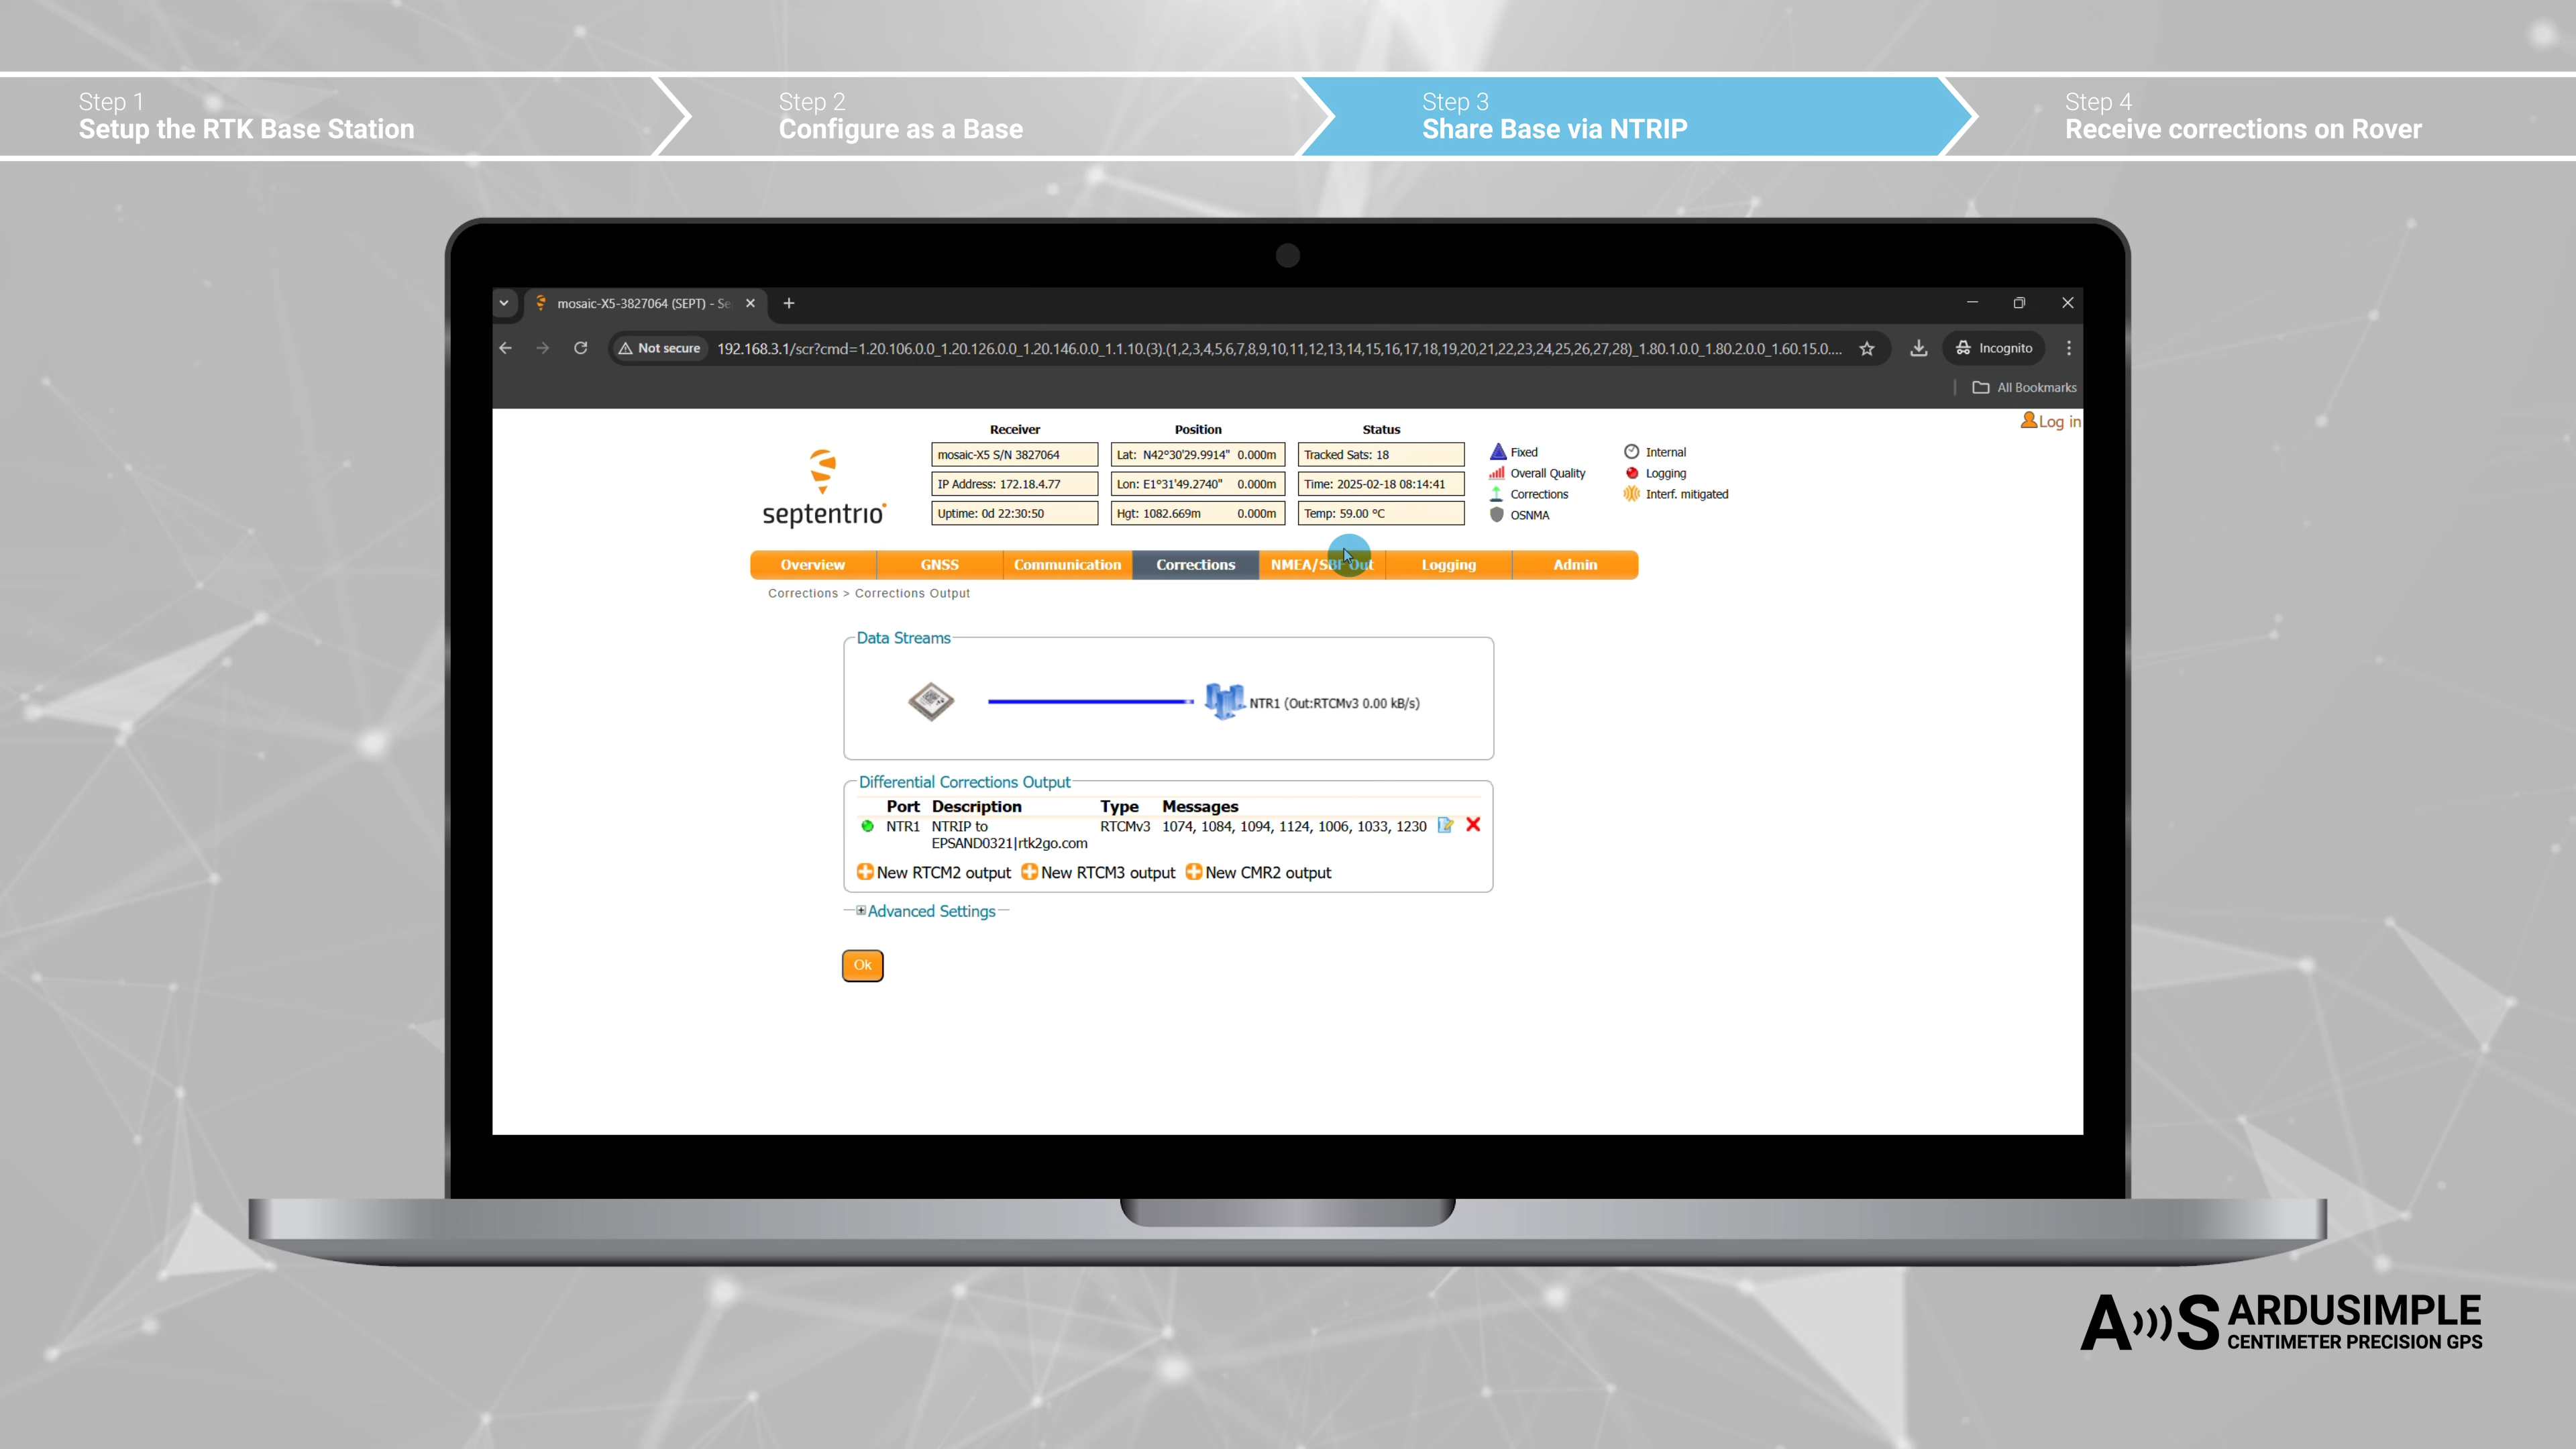 Step 1
Setup the RTK Base Station
Step 2
Configure as a Base
Step 3
Share Base via NTRIP
Step 4
Receive corrections on Rover
mosaic-X5-3827064 (SEPT) - Se
Not secure
192.168.3.1/scr?cmd=1.20.106.0.0_1.20.126.0.0_1.20.146.0.0_1.1.10.(3).(1,2,3,4,5,6,7,8,9,10,11,12,13,14,15,16,17,18,19,20,21,22,23,24,25,26,27,28)_1.80.1.0.0_1.80.2.0.0_1.60.15.0....
Incognito
All Bookmarks
Log in
septentrio
Receiver
mosaic-X5 S/N 3827064
IP Address: 172.18.4.77
Uptime: 0d 22:30:50
Position
Lat: N42°30'29.9914" 0.000m
Lon: E1°31'49.2740" 0.000m
Hgt: 1082.669m 0.000m
Status
Tracked Sats: 18
Time: 2025-02-18 08:14:41
Temp: 59.00 °C
Fixed
Overall Quality
Corrections
OSNMA
Internal
Logging
Interf. mitigated
Overview GNSS Communication Corrections NMEA/SBF Out Logging Admin
Corrections > Corrections Output
Data Streams
NTR1 (Out:RTCMv3 0.00 kB/s)
Differential Corrections Output
Port Description Type Messages
NTR1 NTRIP to RTCMv3 1074, 1084, 1094, 1124, 1006, 1033, 1230
EPSAND0321|rtk2go.com
New RTCM2 output New RTCM3 output New CMR2 output
Advanced Settings
Ok
A S ARDUSIMPLE
CENTIMETER PRECISION GPS